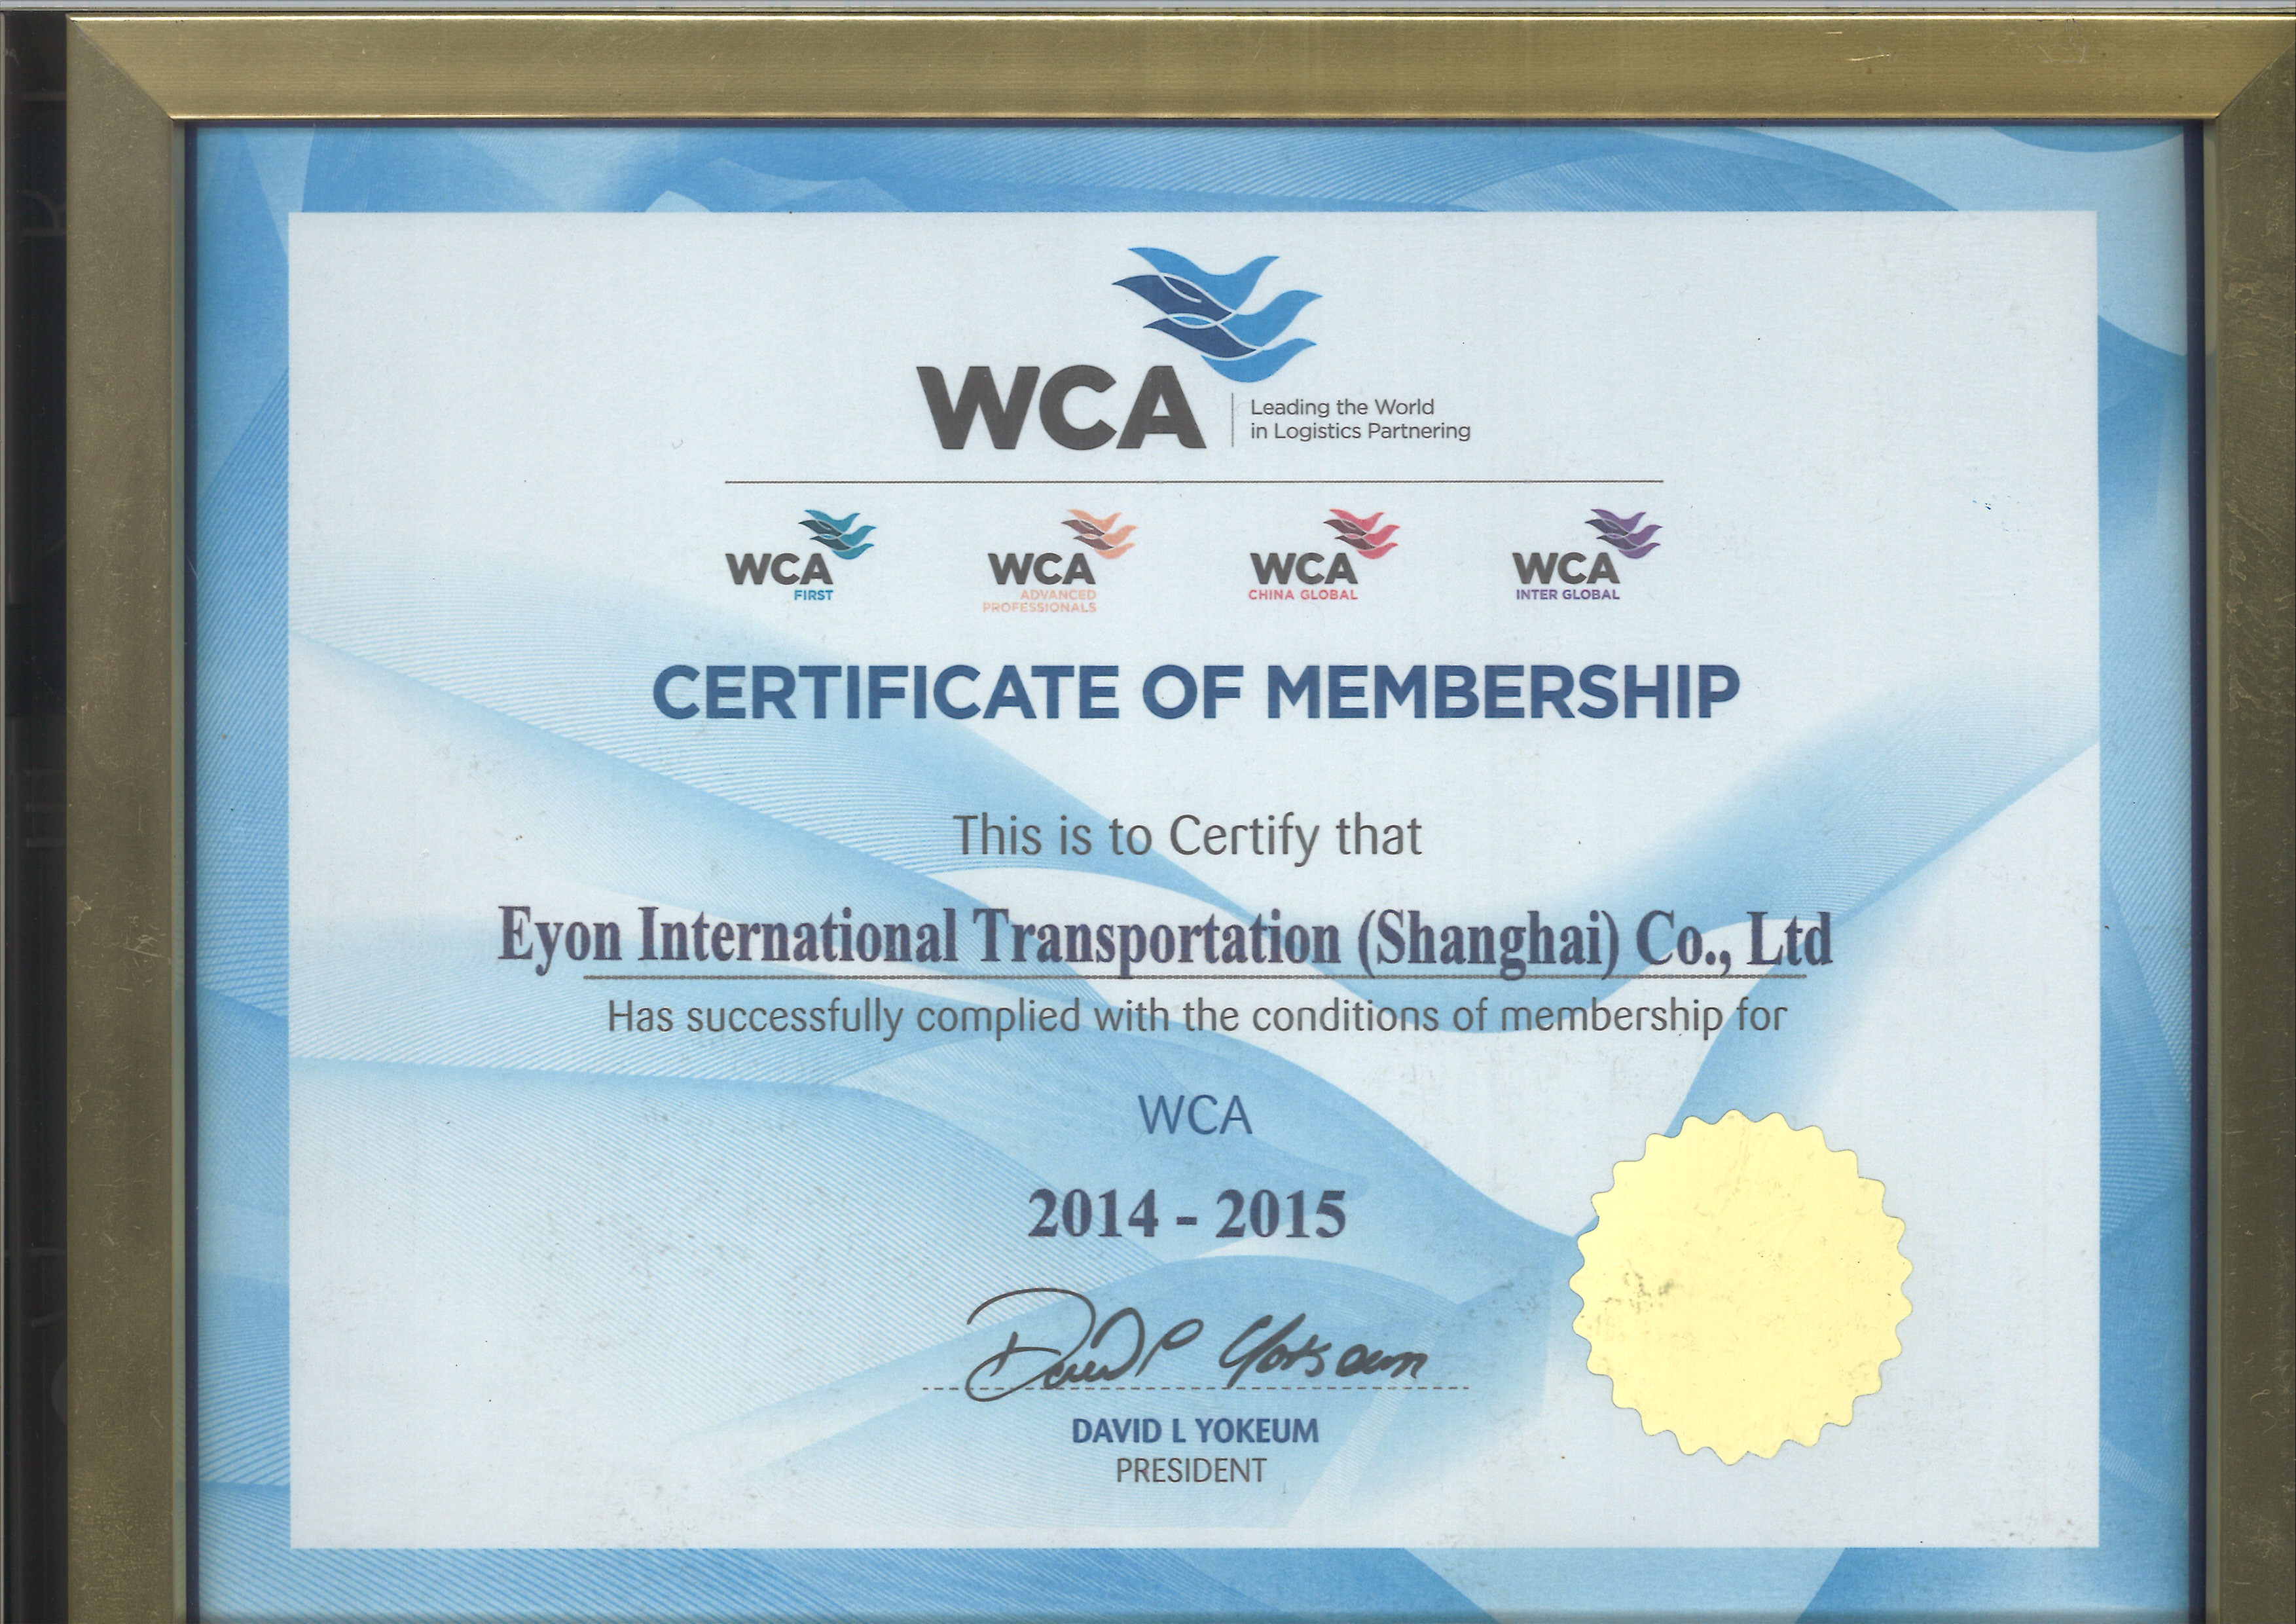 WCA
Leading the World
in Logistics Partnering
WCA
FIRST
WCA
ADVANCED
PROFESSIONALS
WCA
CHINA GLOBAL
WCA
INTER GLOBAL
CERTIFICATE OF MEMBERSHIP
This is to Certify that
Eyon International Transportation (Shanghai) Co., Ltd
Has successfully complied with the conditions of membership for
WCA
2014 - 2015
DAVID L YOKEUM
PRESIDENT